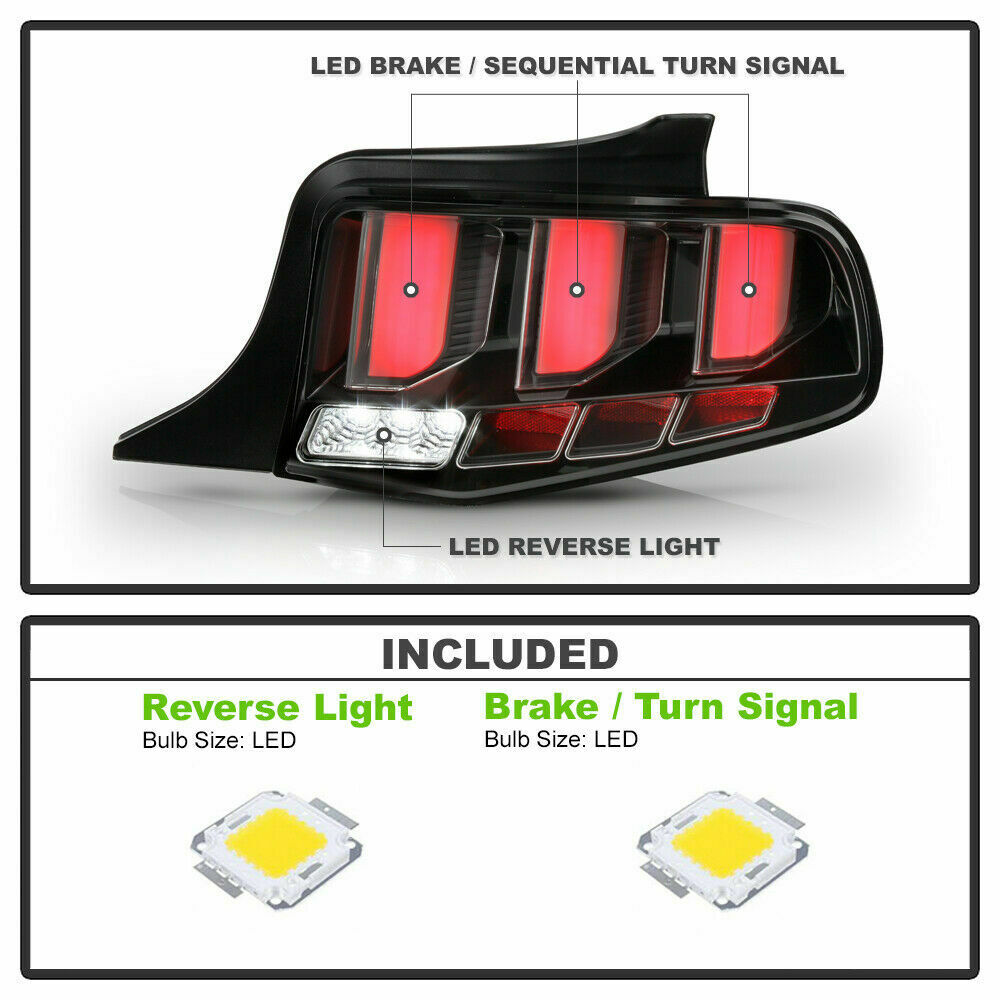 LED BRAKE / SEQUENTIAL TURN SIGNAL
LED REVERSE LIGHT
INCLUDED
Reverse Light
Bulb Size: LED
Brake / Turn Signal
Bulb Size: LED